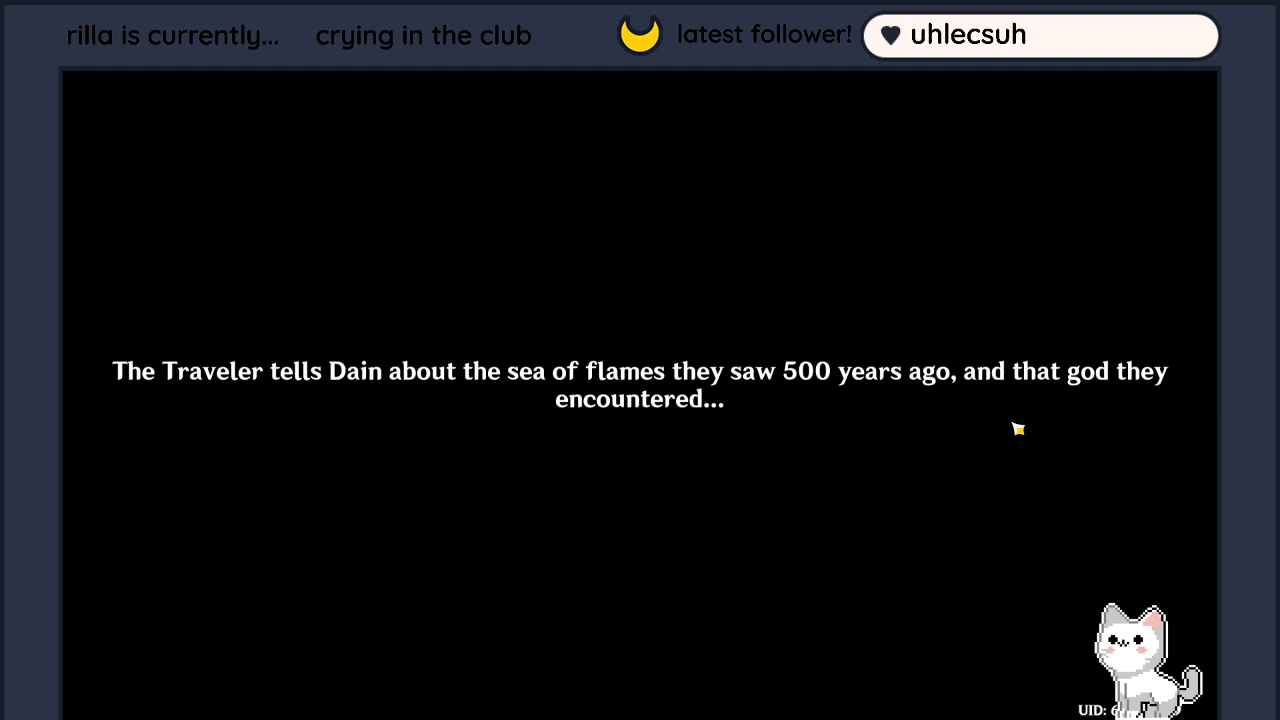 rilla is currently... crying in the club latest follower! uhlecsuh
The Traveler tells Dain about the sea of flames they saw 500 years ago, and that god they
encountered...
UID: